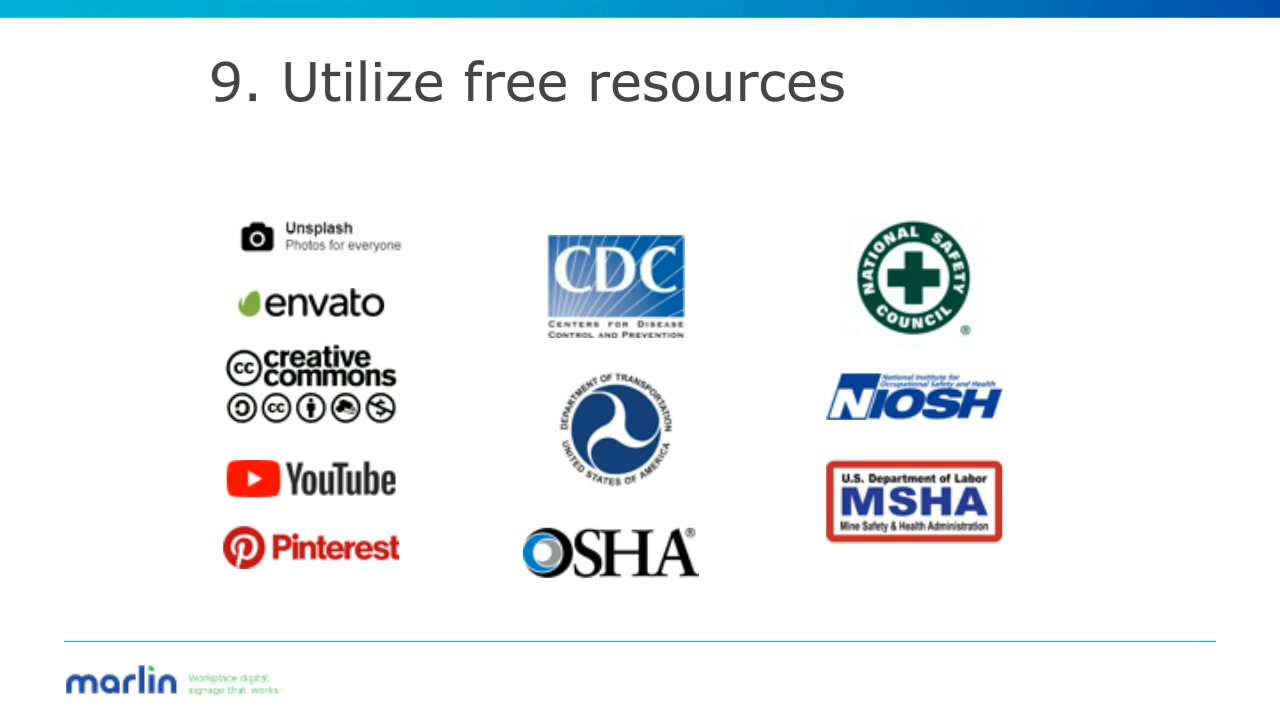 9. Utilize free resources
Unsplash
Photos for everyone
envato
cc creative
commons
cc
YouTube
Pinterest
CDC
CENTERS FOR DISEASE
CONTROL AND PREVENTION
DEPARTMENT OF TRANSPORTATION
UNITED STATES OF AMERICA
OSHA®
NATIONAL SAFETY
COUNCIL
®
National Institute for
Occupational Safety and Health
NIOSH
U.S. Department of Labor
MSHA
Mine Safety & Health Administration
marlin
Workplace digital
signage that works.